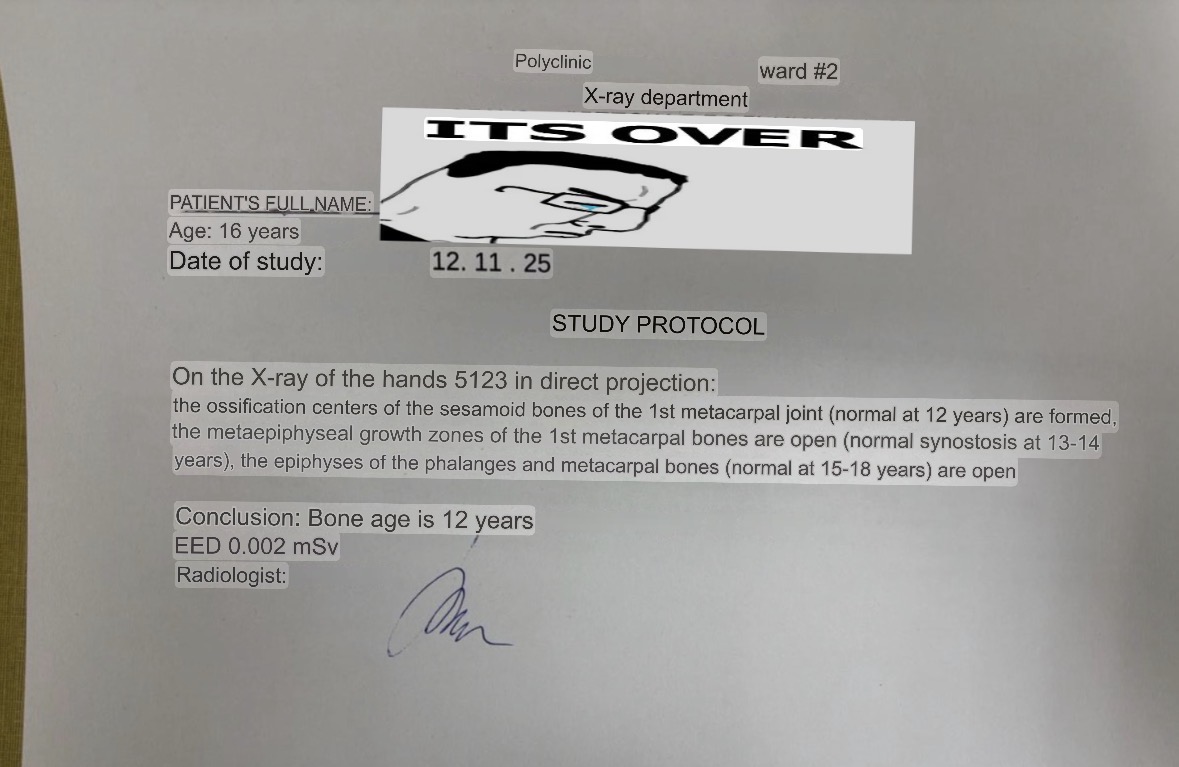 Polyclinic ward #2
X-ray department
ITS OVER
PATIENT'S FULL NAME:
Age: 16 years
Date of study: 12. 11 . 25
STUDY PROTOCOL
On the X-ray of the hands 5123 in direct projection:
the ossification centers of the sesamoid bones of the 1st metacarpal joint (normal at 12 years) are formed,
the metaepiphyseal growth zones of the 1st metacarpal bones are open (normal synostosis at 13-14
years), the epiphyses of the phalanges and metacarpal bones (normal at 15-18 years) are open
Conclusion: Bone age is 12 years
EED 0.002 mSv
Radiologist: